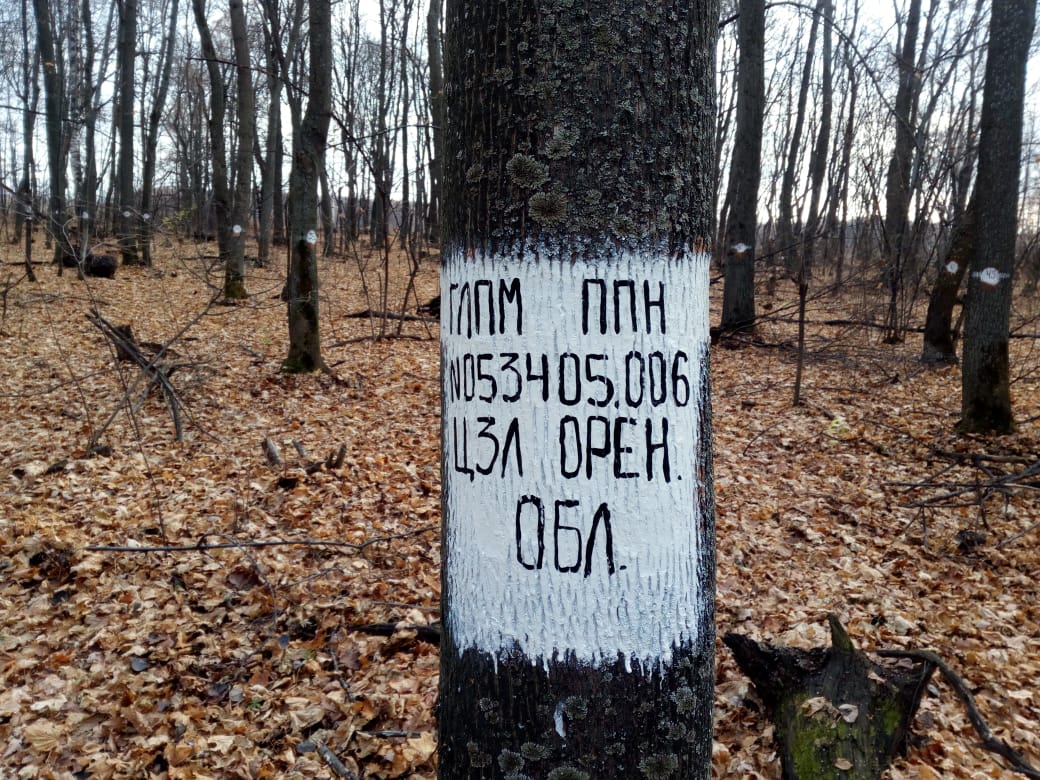 ГЛПМ ППН
N053405.006
ЦЗЛ ОРЕН.
ОБЛ.